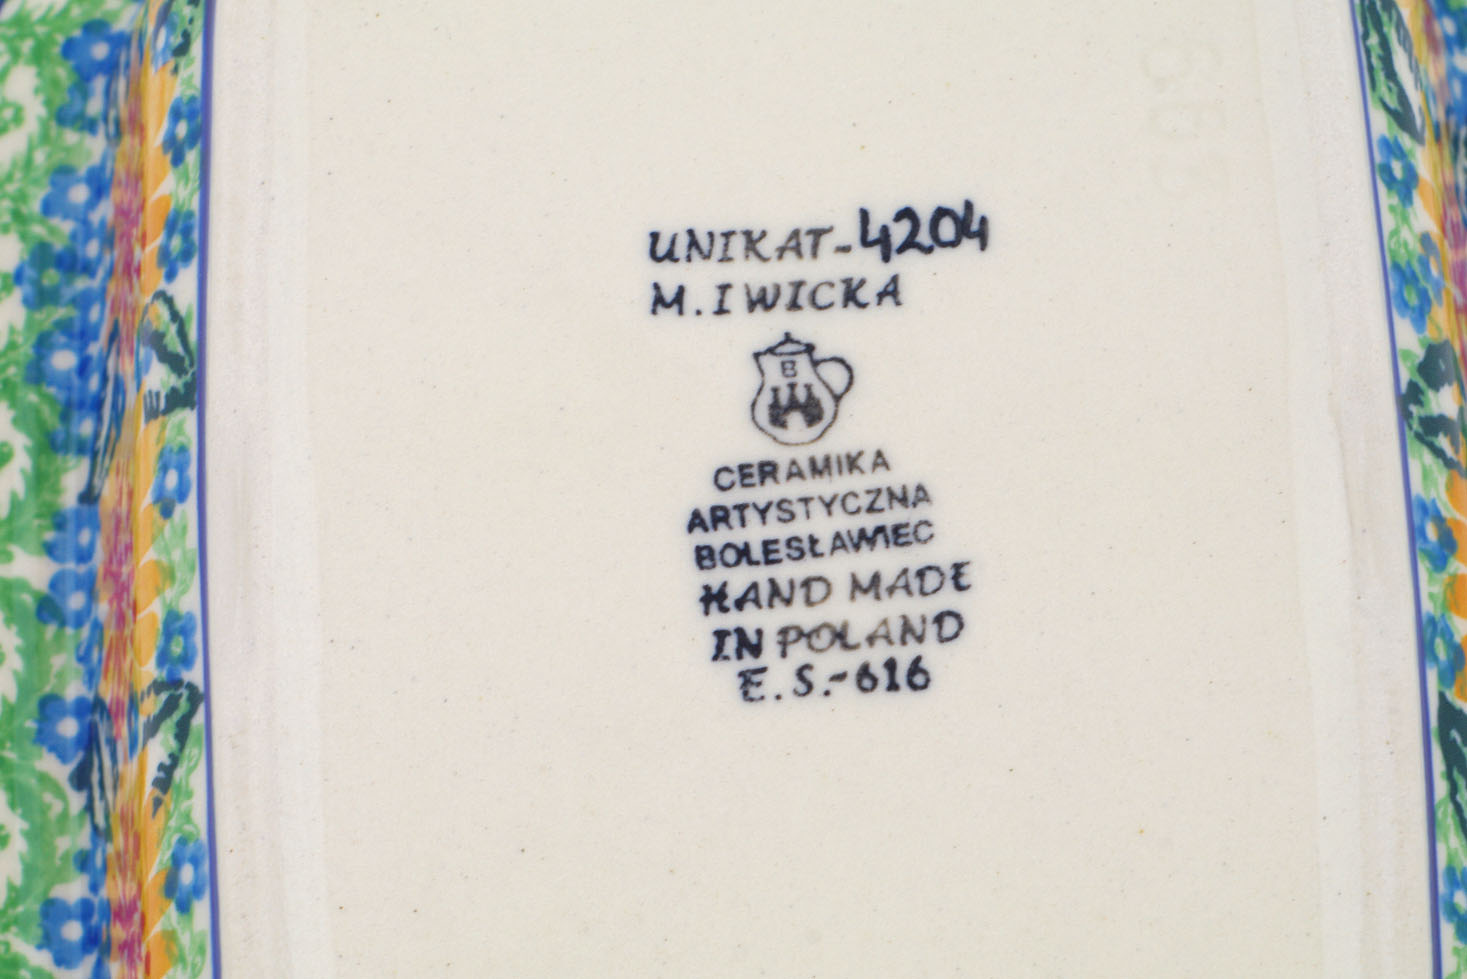 UNIKAT-4204
M. IWICKA
B
CERAMIKA
ARTYSTYCZNA
BOLESŁAWIEC
HAND MADE
IN POLAND
E.S.-616